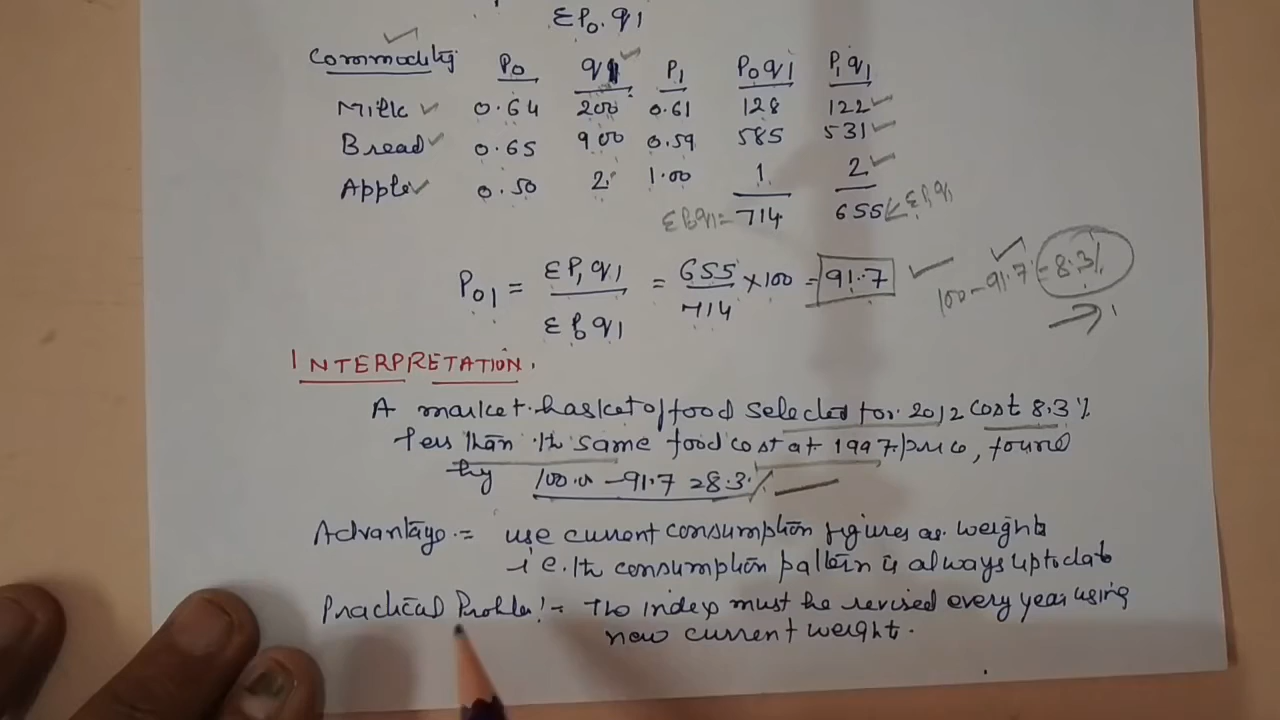 ΣP0.q1
Commodity P0 q1 P1 P0q1 P1q1
Milk 0.64 200 0.61 128 122
Bread 0.65 900 0.59 585 531
Apple 0.50 2 1.00 1 2
ΣP0q1 = 714 655 → ΣP1q1
P01 = ΣP1q1 / ΣP0q1 = 655/714 × 100 = 91.7 100-91.7=8.3%
INTERPRETATION.
A market basket of food selected for 2012 cost 8.3%
less than th same food cost at 1997 price, found
by 100.0 - 91.7 = 8.3%
Advantage:= use current consumption figures as weights
i.e. th consumption pattern is always uptodate
Practical Problem:= The index must be revised every year using
new current weight.